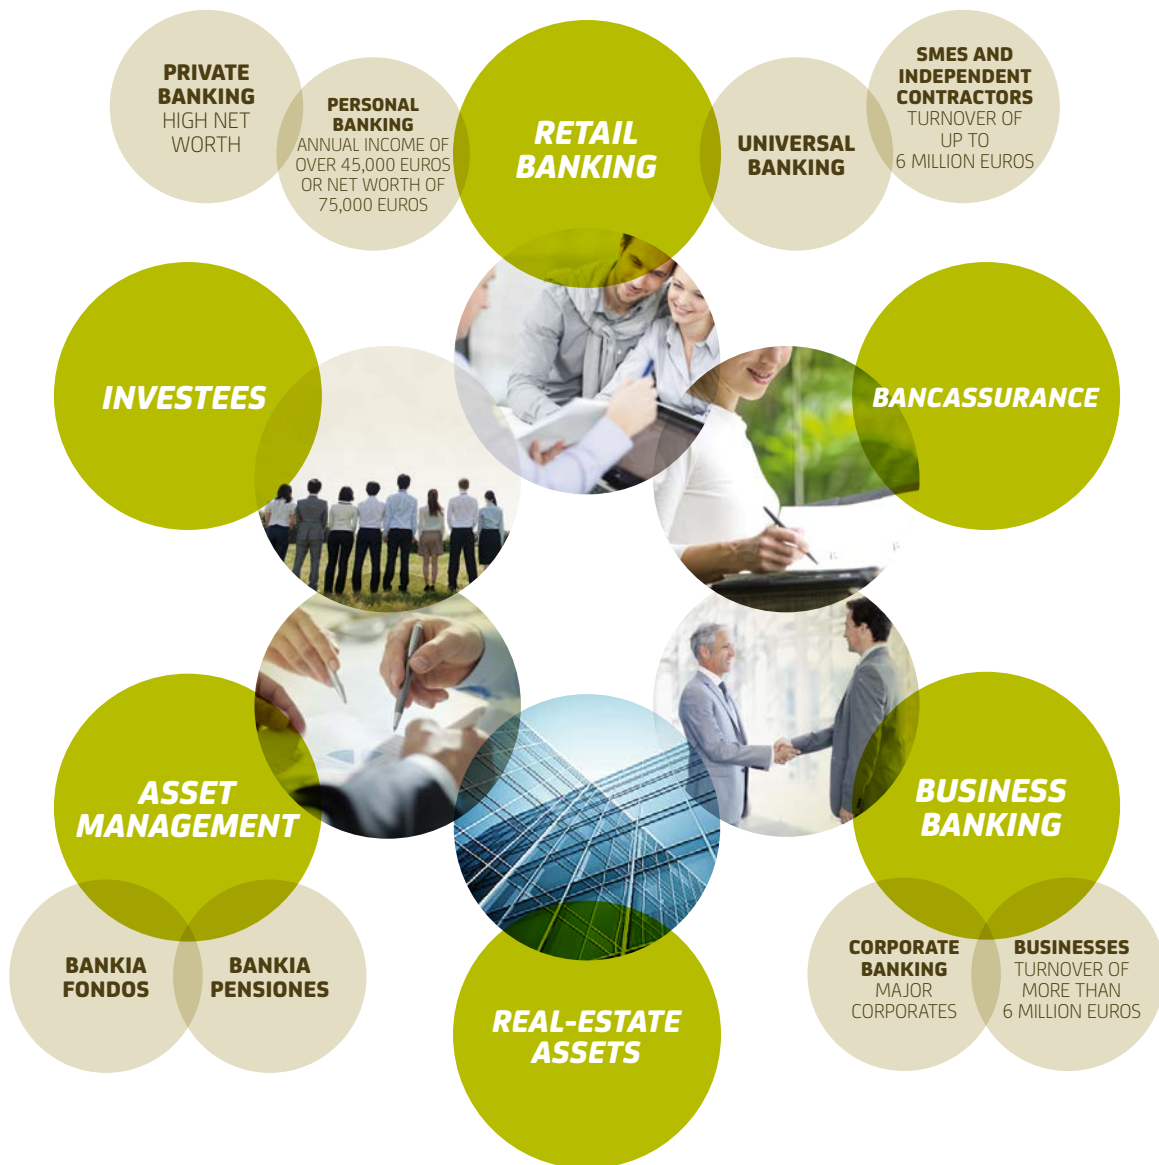 PRIVATE
BANKING
HIGH NET
WORTH
PERSONAL
BANKING
ANNUAL INCOME OF
OVER 45,000 EUROS
OR NET WORTH OF
75,000 EUROS
RETAIL
BANKING
UNIVERSAL
BANKING
SMES AND
INDEPENDENT
CONTRACTORS
TURNOVER OF
UP TO
6 MILLION EUROS
INVESTEES
BANCASSURANCE
ASSET
MANAGEMENT
BUSINESS
BANKING
BANKIA
FONDOS
BANKIA
PENSIONES
REAL-ESTATE
ASSETS
CORPORATE
BANKING
MAJOR
CORPORATES
BUSINESSES
TURNOVER OF
MORE THAN
6 MILLION EUROS